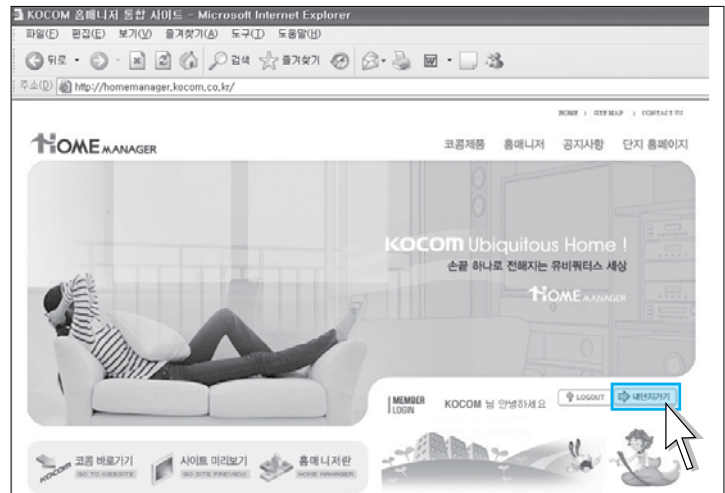 KOCOM 홈매니저 통합 사이트 - Microsoft Internet Explorer
파일(F) 편집(E) 보기(V) 즐겨찾기(A) 도구(T) 도움말(H)
뒤로 검색 즐겨찾기
주소(D) http://homemanager.kocom.co.kr/
HOME | SITE MAP | CONTACT US
HOME MANAGER
코콤제품 홈매니저 공지사항 단지 홈페이지
KOCOM Ubiquitous Home !
손끝 하나로 전해지는 유비쿼터스 세상
HOME MANAGER
MEMBER LOGIN
KOCOM 님 안녕하세요
LOGOUT
내단지가기
KOCOM
코콤 바로가기
GO TO WEBSITE
사이트 미리보기
GO SITE PREVIEW
홈매니저란
HOME MANAGER